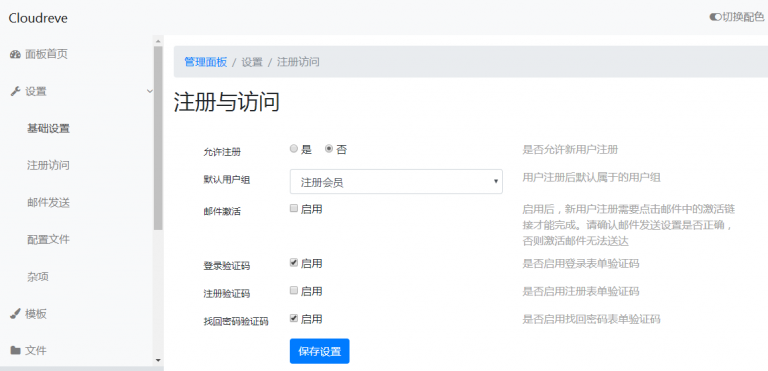 Cloudreve
切换配色
面板首页
设置
基础设置
注册访问
邮件发送
配置文件
杂项
模板
文件
管理面板 / 设置 / 注册访问
注册与访问
允许注册 是 否 是否允许新用户注册
默认用户组 注册会员 用户注册后默认属于的用户组
邮件激活 启用 启用后，新用户注册需要点击邮件中的激活链
接才能完成。请确认邮件发送设置是否正确，
否则激活邮件无法送达
登录验证码 启用 是否启用登录表单验证码
注册验证码 启用 是否启用注册表单验证码
找回密码验证码 启用 是否启用找回密码表单验证码
保存设置